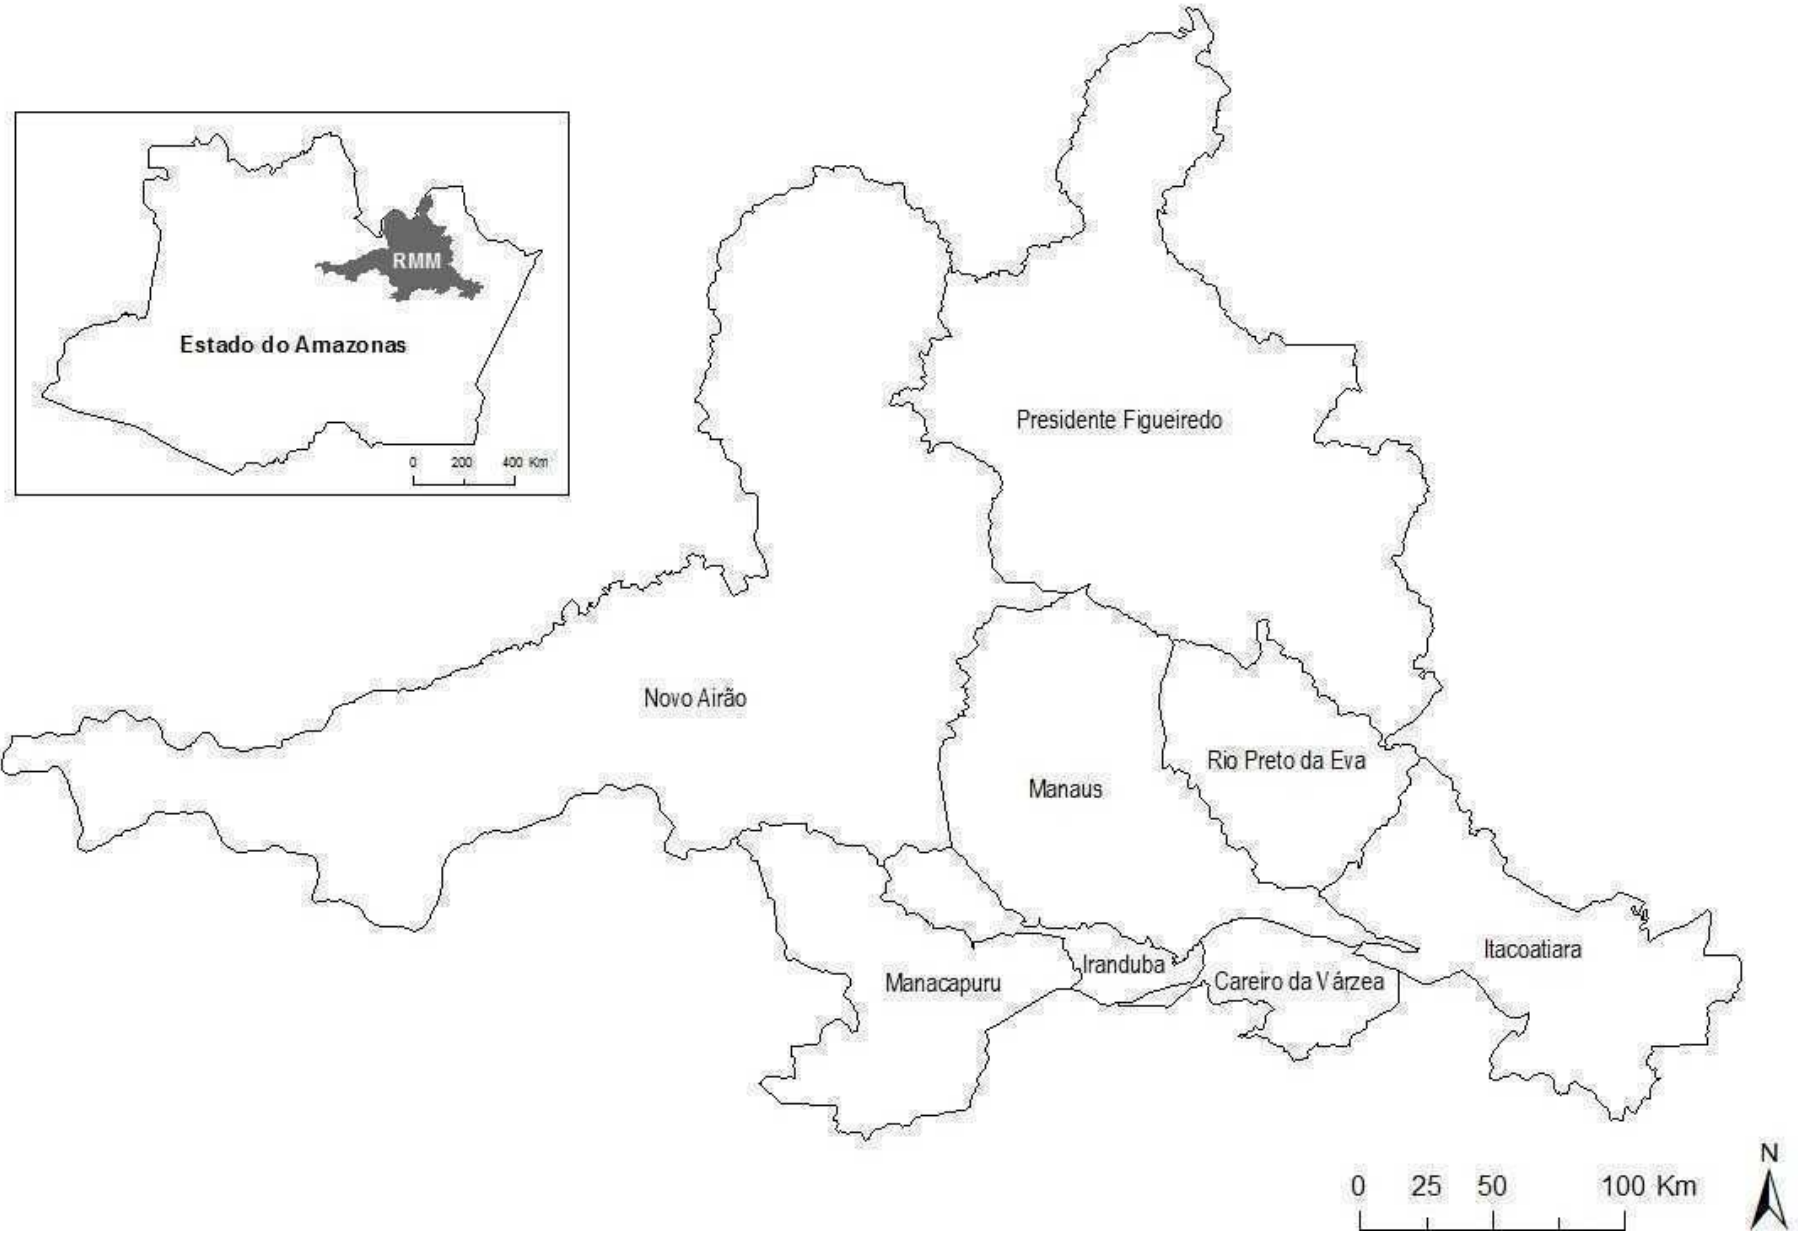 RMM
Estado do Amazonas
0 200 400 Km
Presidente Figueiredo
Novo Airão
Rio Preto da Eva
Manaus
Itacoatiara
Iranduba
Manacapuru
Careiro da Várzea
N
0 25 50 100 Km